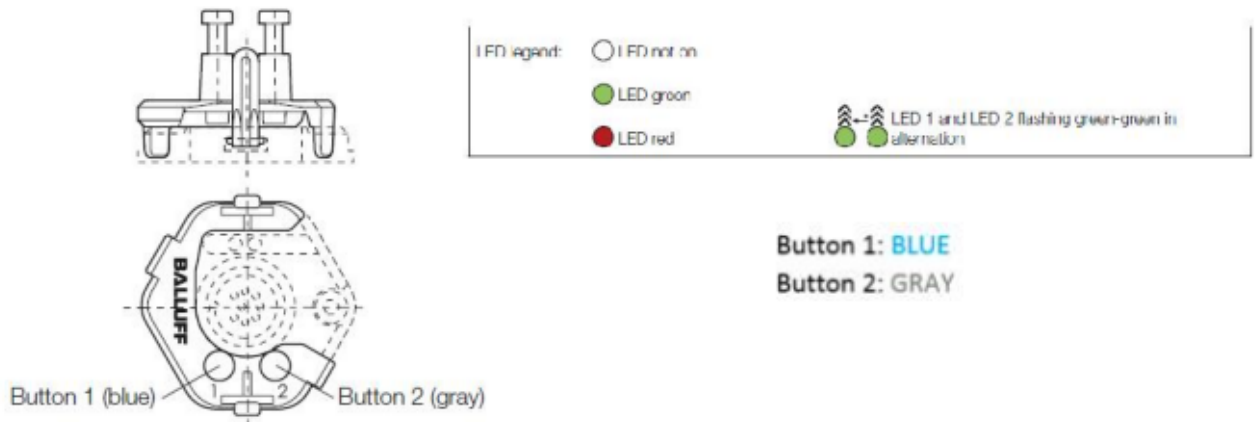 LED legend:
LED not on
LED green
LED red
LED 1 and LED 2 flashing green-green in
alternation
BALLUFF
Button 1: BLUE
Button 2: GRAY
1
2
Button 1 (blue)
Button 2 (gray)